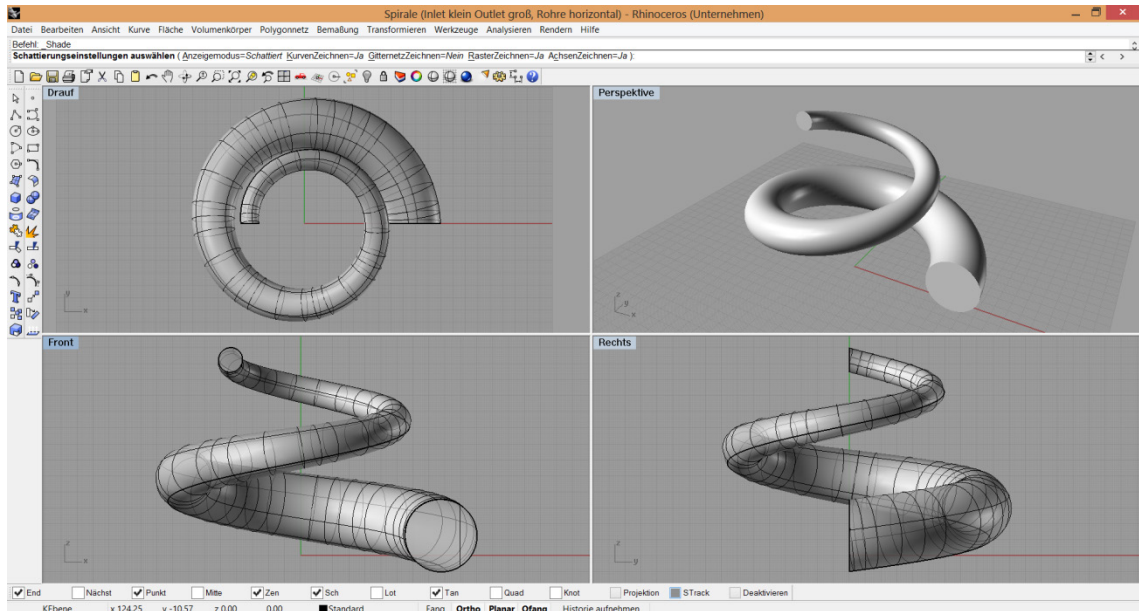 Spirale (Inlet klein Outlet groß, Rohre horizontal) - Rhinoceros (Unternehmen)
Datei Bearbeiten Ansicht Kurve Fläche Volumenkörper Polygonnetz Bemaßung Transformieren Werkzeuge Analysieren Rendern Hilfe
Befehl: _Shade
Schattierungseinstellungen auswählen ( Anzeigemodus=Schattiert KurvenZeichnen=Ja GitternetzZeichnen=Nein RasterZeichnen=Ja AchsenZeichnen=Ja ):
Drauf
Perspektive
y
x
z
y
x
Front
Rechts
z
x
z
y
End Nächst Punkt Mitte Zen Sch Lot Tan Quad Knot Projektion STrack Deaktivieren
KEbene x 124.25 y -10.57 z 0.00 0.00 Standard Fang Ortho Planar Ofang Historie aufnehmen